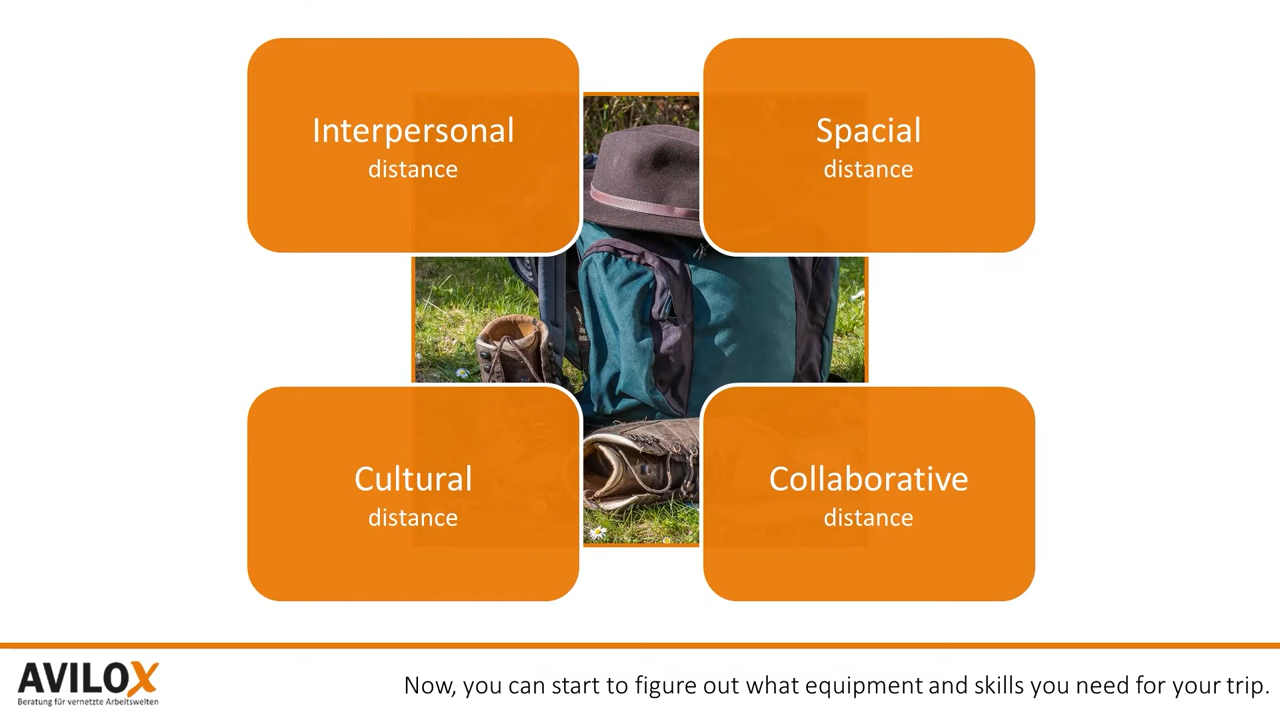 Interpersonal
distance
Spacial
distance
Cultural
distance
Collaborative
distance
AVILOX
Beratung für vernetzte Arbeitswelten
Now, you can start to figure out what equipment and skills you need for your trip.